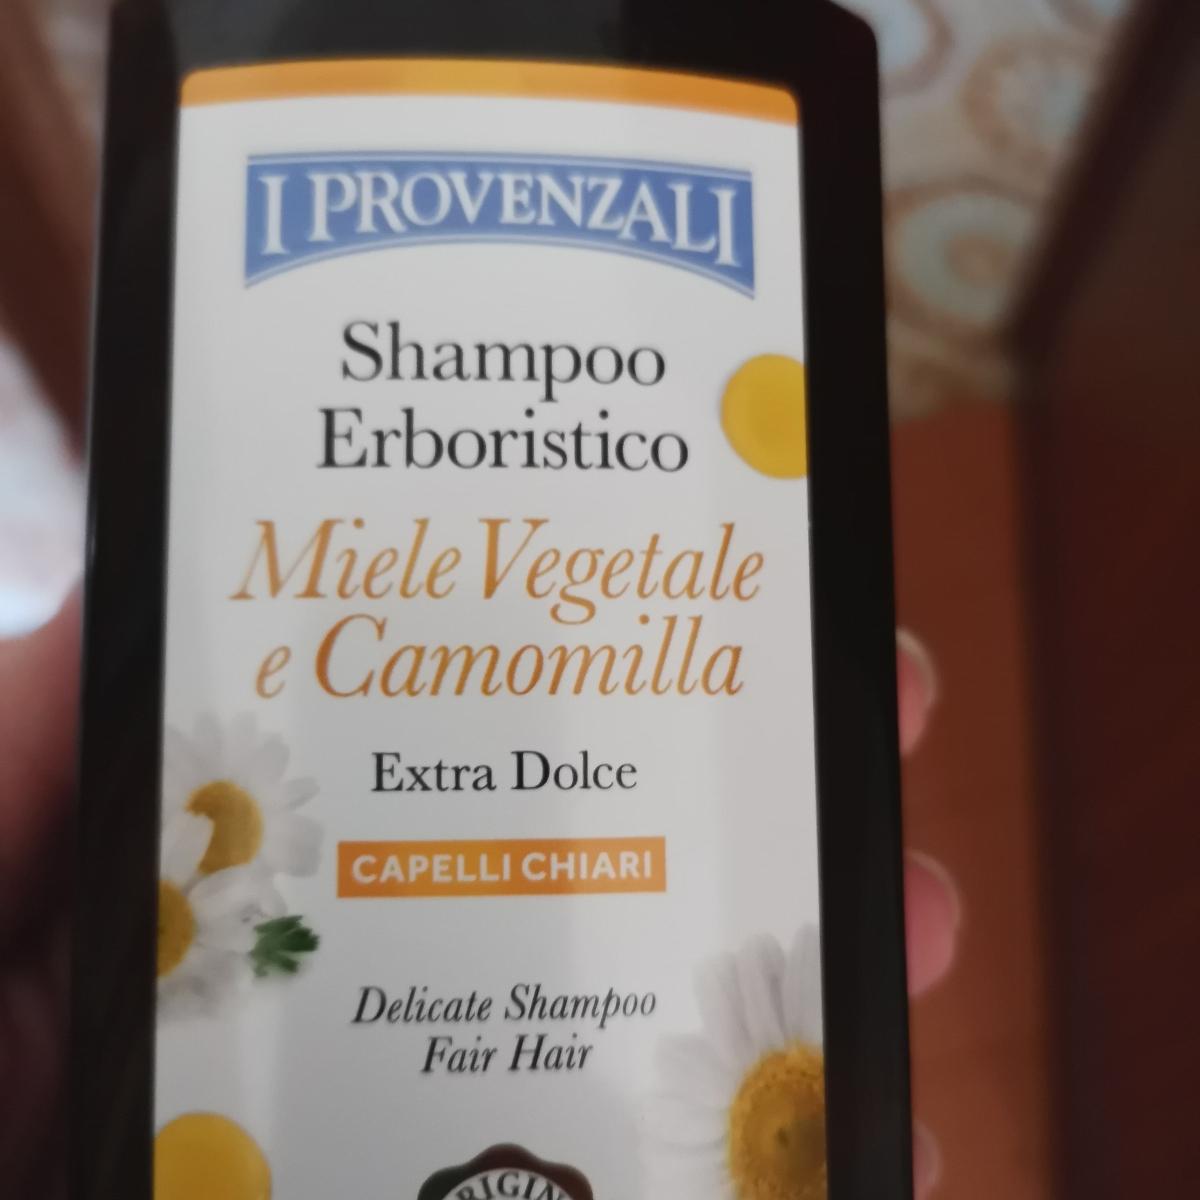 I PROVENZALI
Shampoo
Erboristico
Miele Vegetale
e Camomilla
Extra Dolce
CAPELLI CHIARI
Delicate Shampoo
Fair Hair